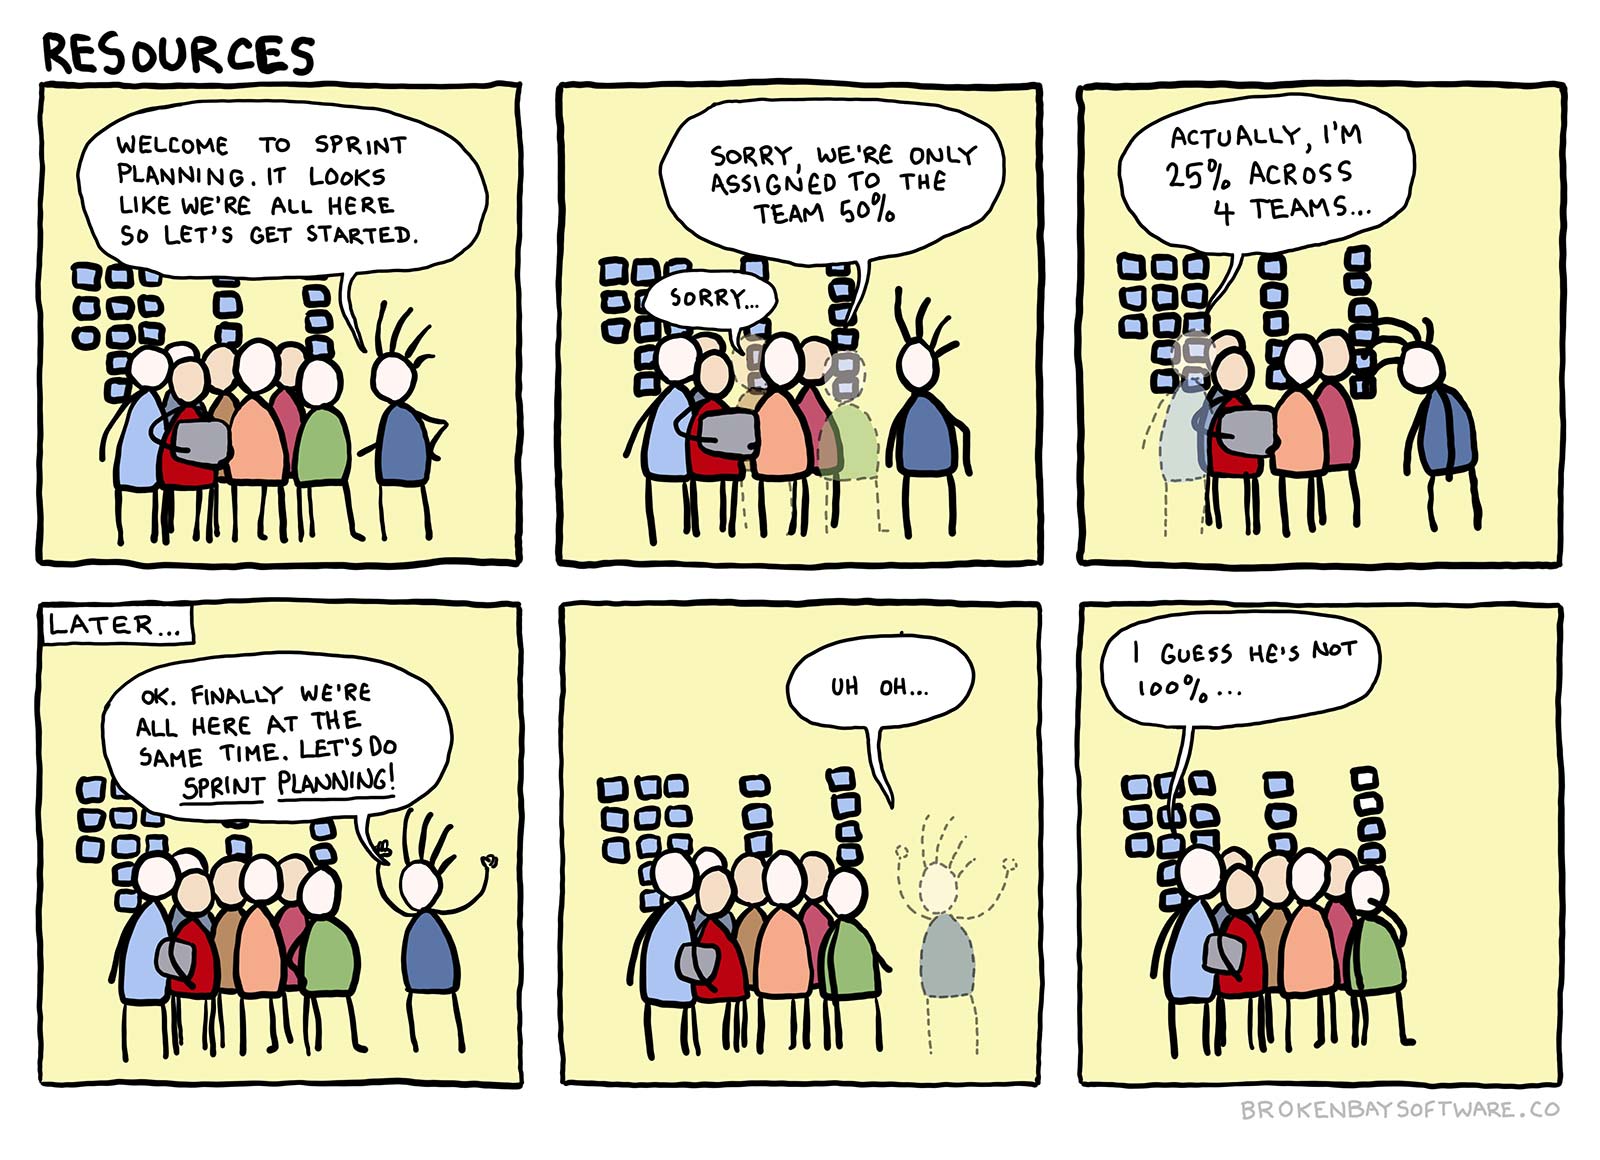 RESOURCES
WELCOME TO SPRINT
PLANNING. IT LOOKS
LIKE WE'RE ALL HERE
SO LET'S GET STARTED.
SORRY, WE'RE ONLY
ASSIGNED TO THE
TEAM 50%
SORRY...
ACTUALLY, I'M
25% ACROSS
4 TEAMS...
LATER...
OK. FINALLY WE'RE
ALL HERE AT THE
SAME TIME. LET'S DO
SPRINT PLANNING!
UH OH...
I GUESS HE'S NOT
100%...
BROKENBAYSOFTWARE.CO